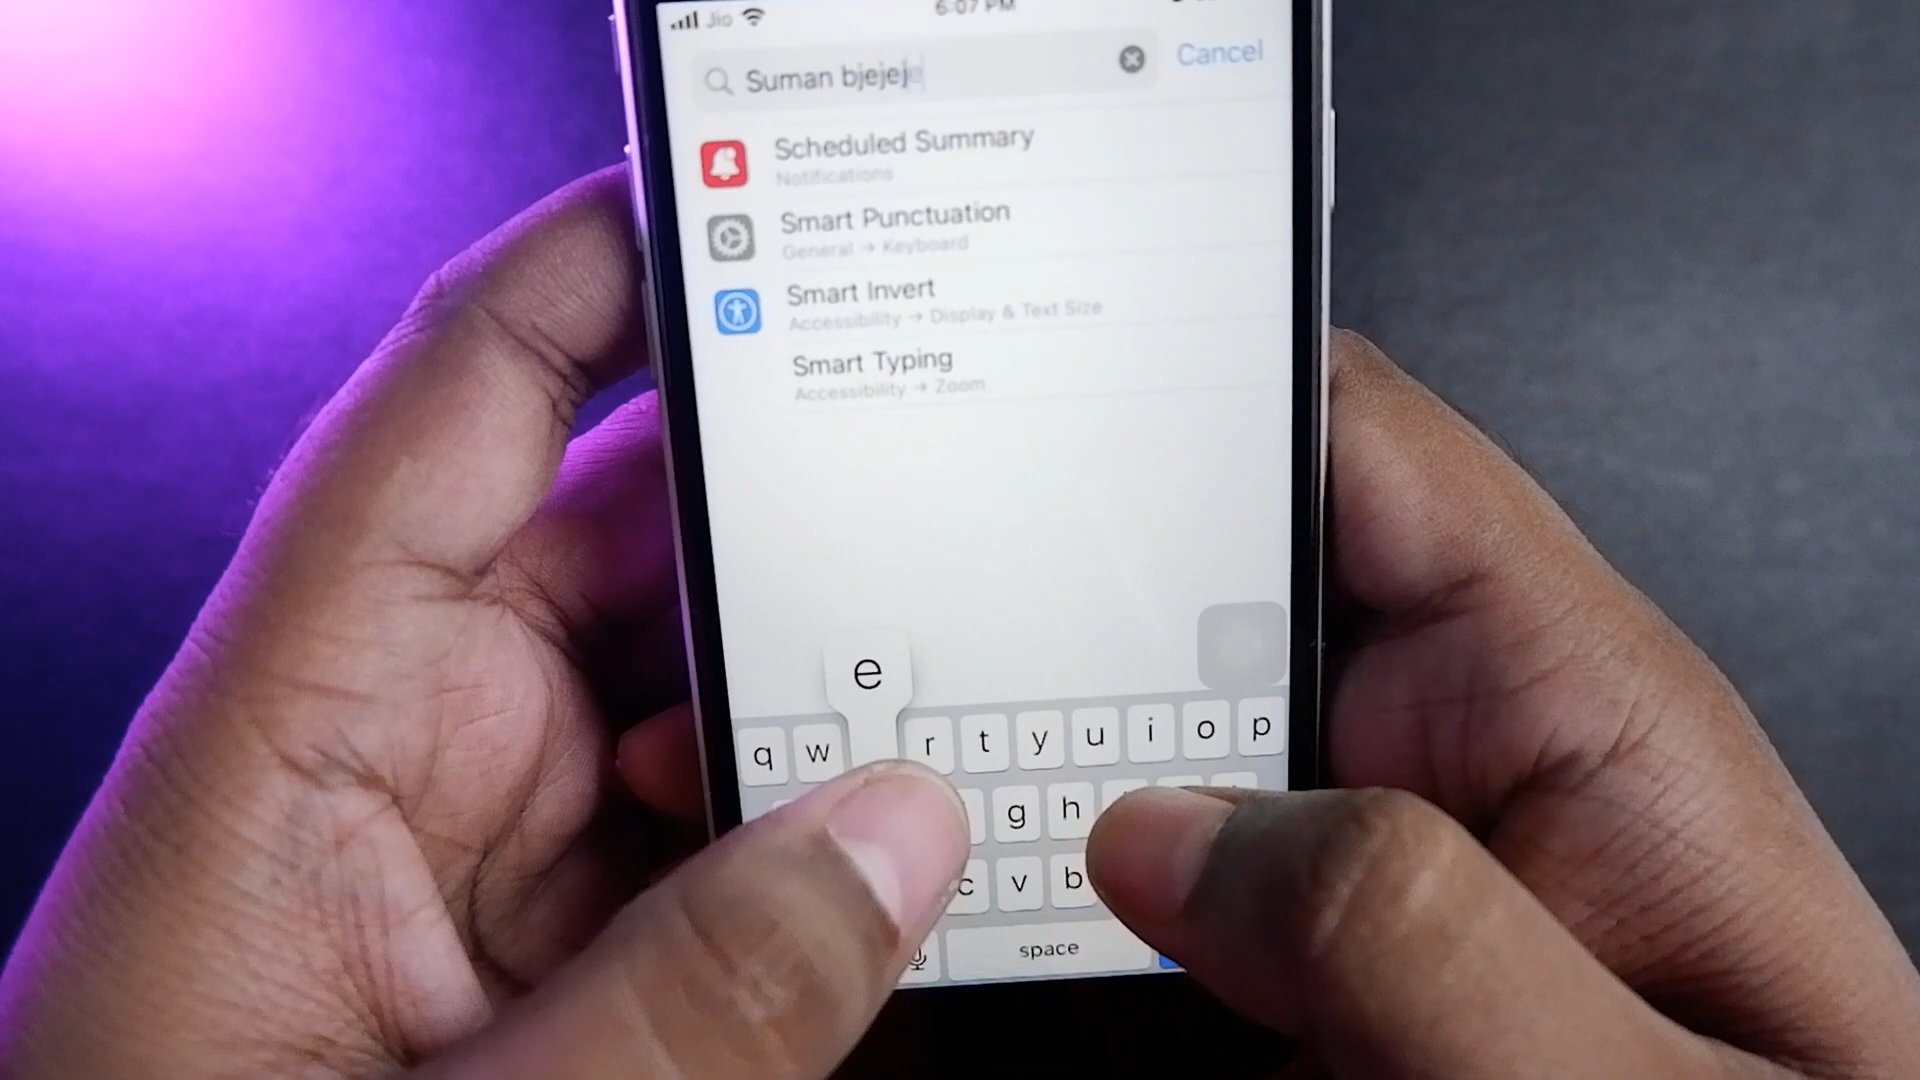 Jio 6:07 PM
Suman bjejeje
Cancel
Scheduled Summary
Notifications
Smart Punctuation
General → Keyboard
Smart Invert
Accessibility → Display & Text Size
Smart Typing
Accessibility → Zoom
e
q w r t y u i o p
g h
c v b
space